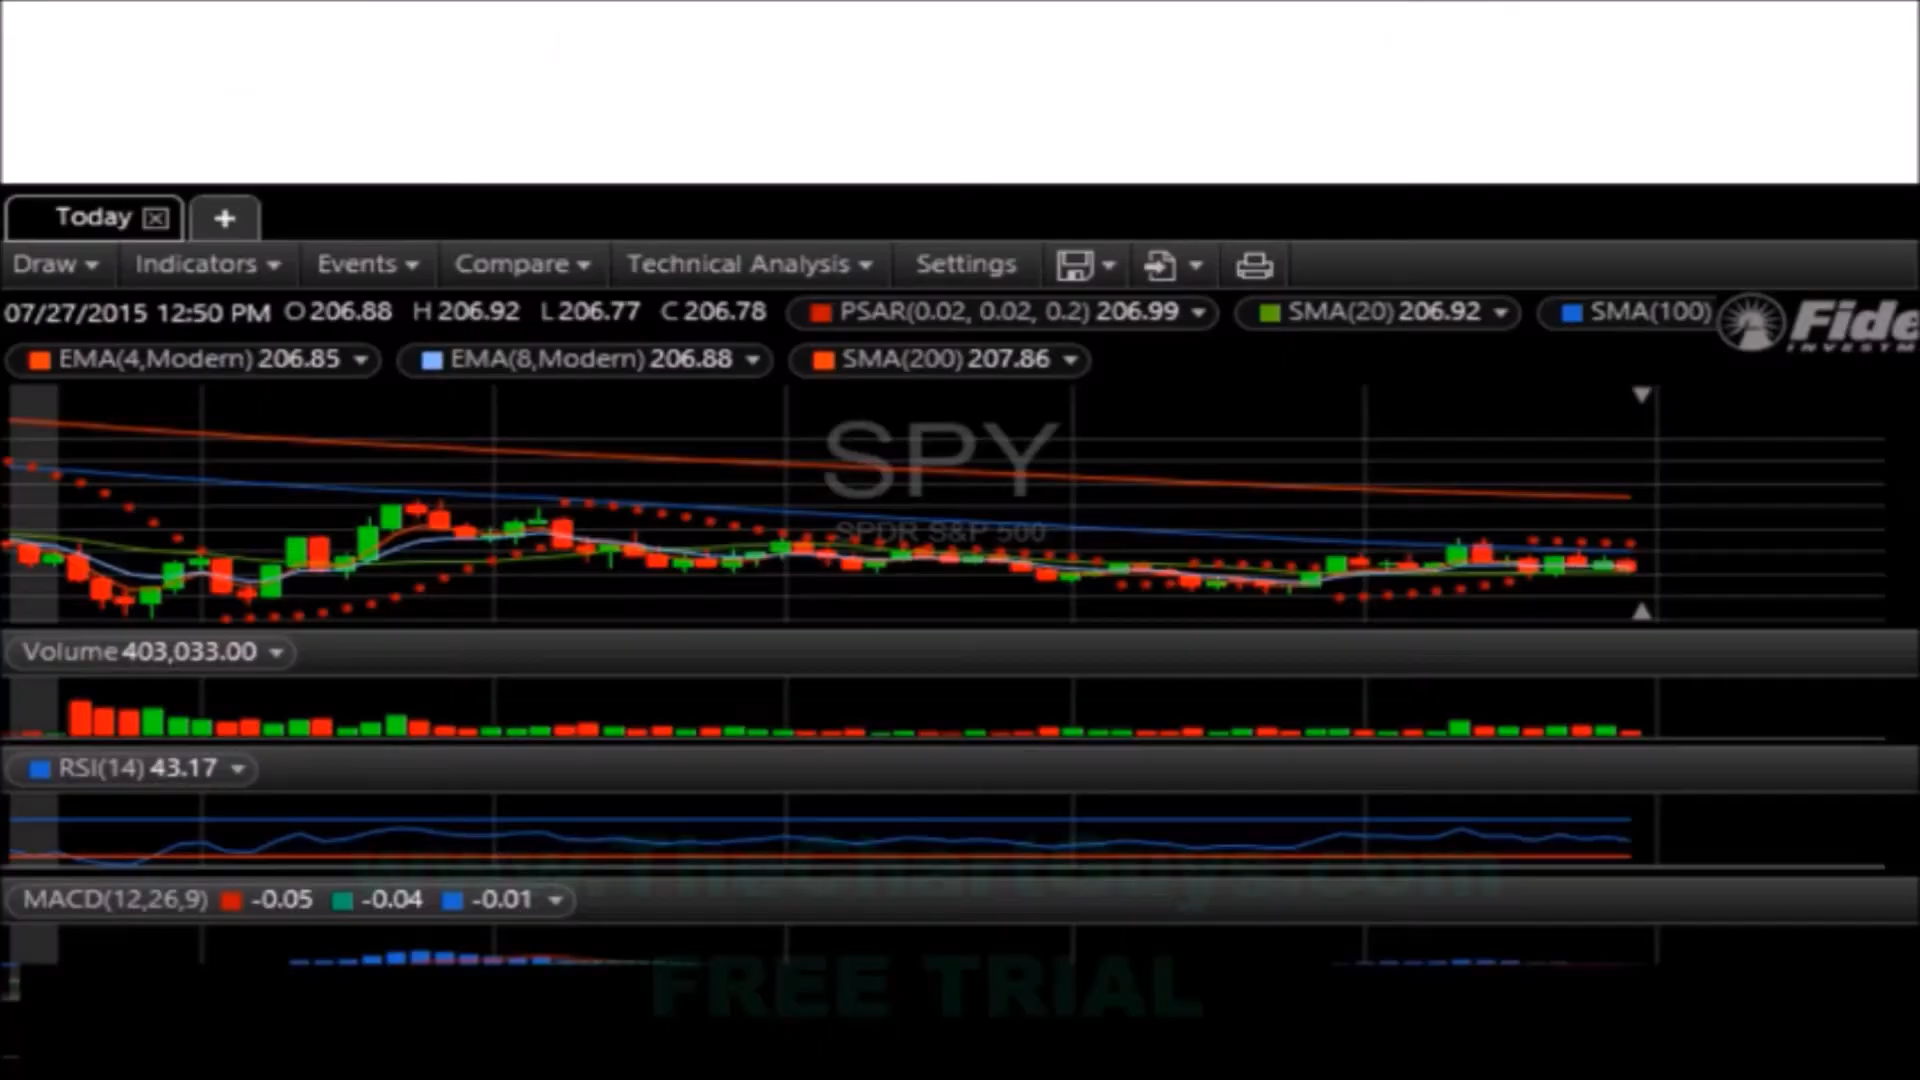 Today
+
Draw Indicators Events Compare Technical Analysis Settings
07/27/2015 12:50 PM O 206.88 H 206.92 L 206.77 C 206.78 PSAR(0.02, 0.02, 0.2) 206.99 SMA(20) 206.92 SMA(100)
Fide
INVESTM
EMA(4,Modern) 206.85 EMA(8,Modern) 206.88 SMA(200) 207.86
SPY
SPDR S&P 500
Volume 403,033.00
RSI(14) 43.17
MACD(12,26,9) -0.05 -0.04 -0.01
FREE TRIAL